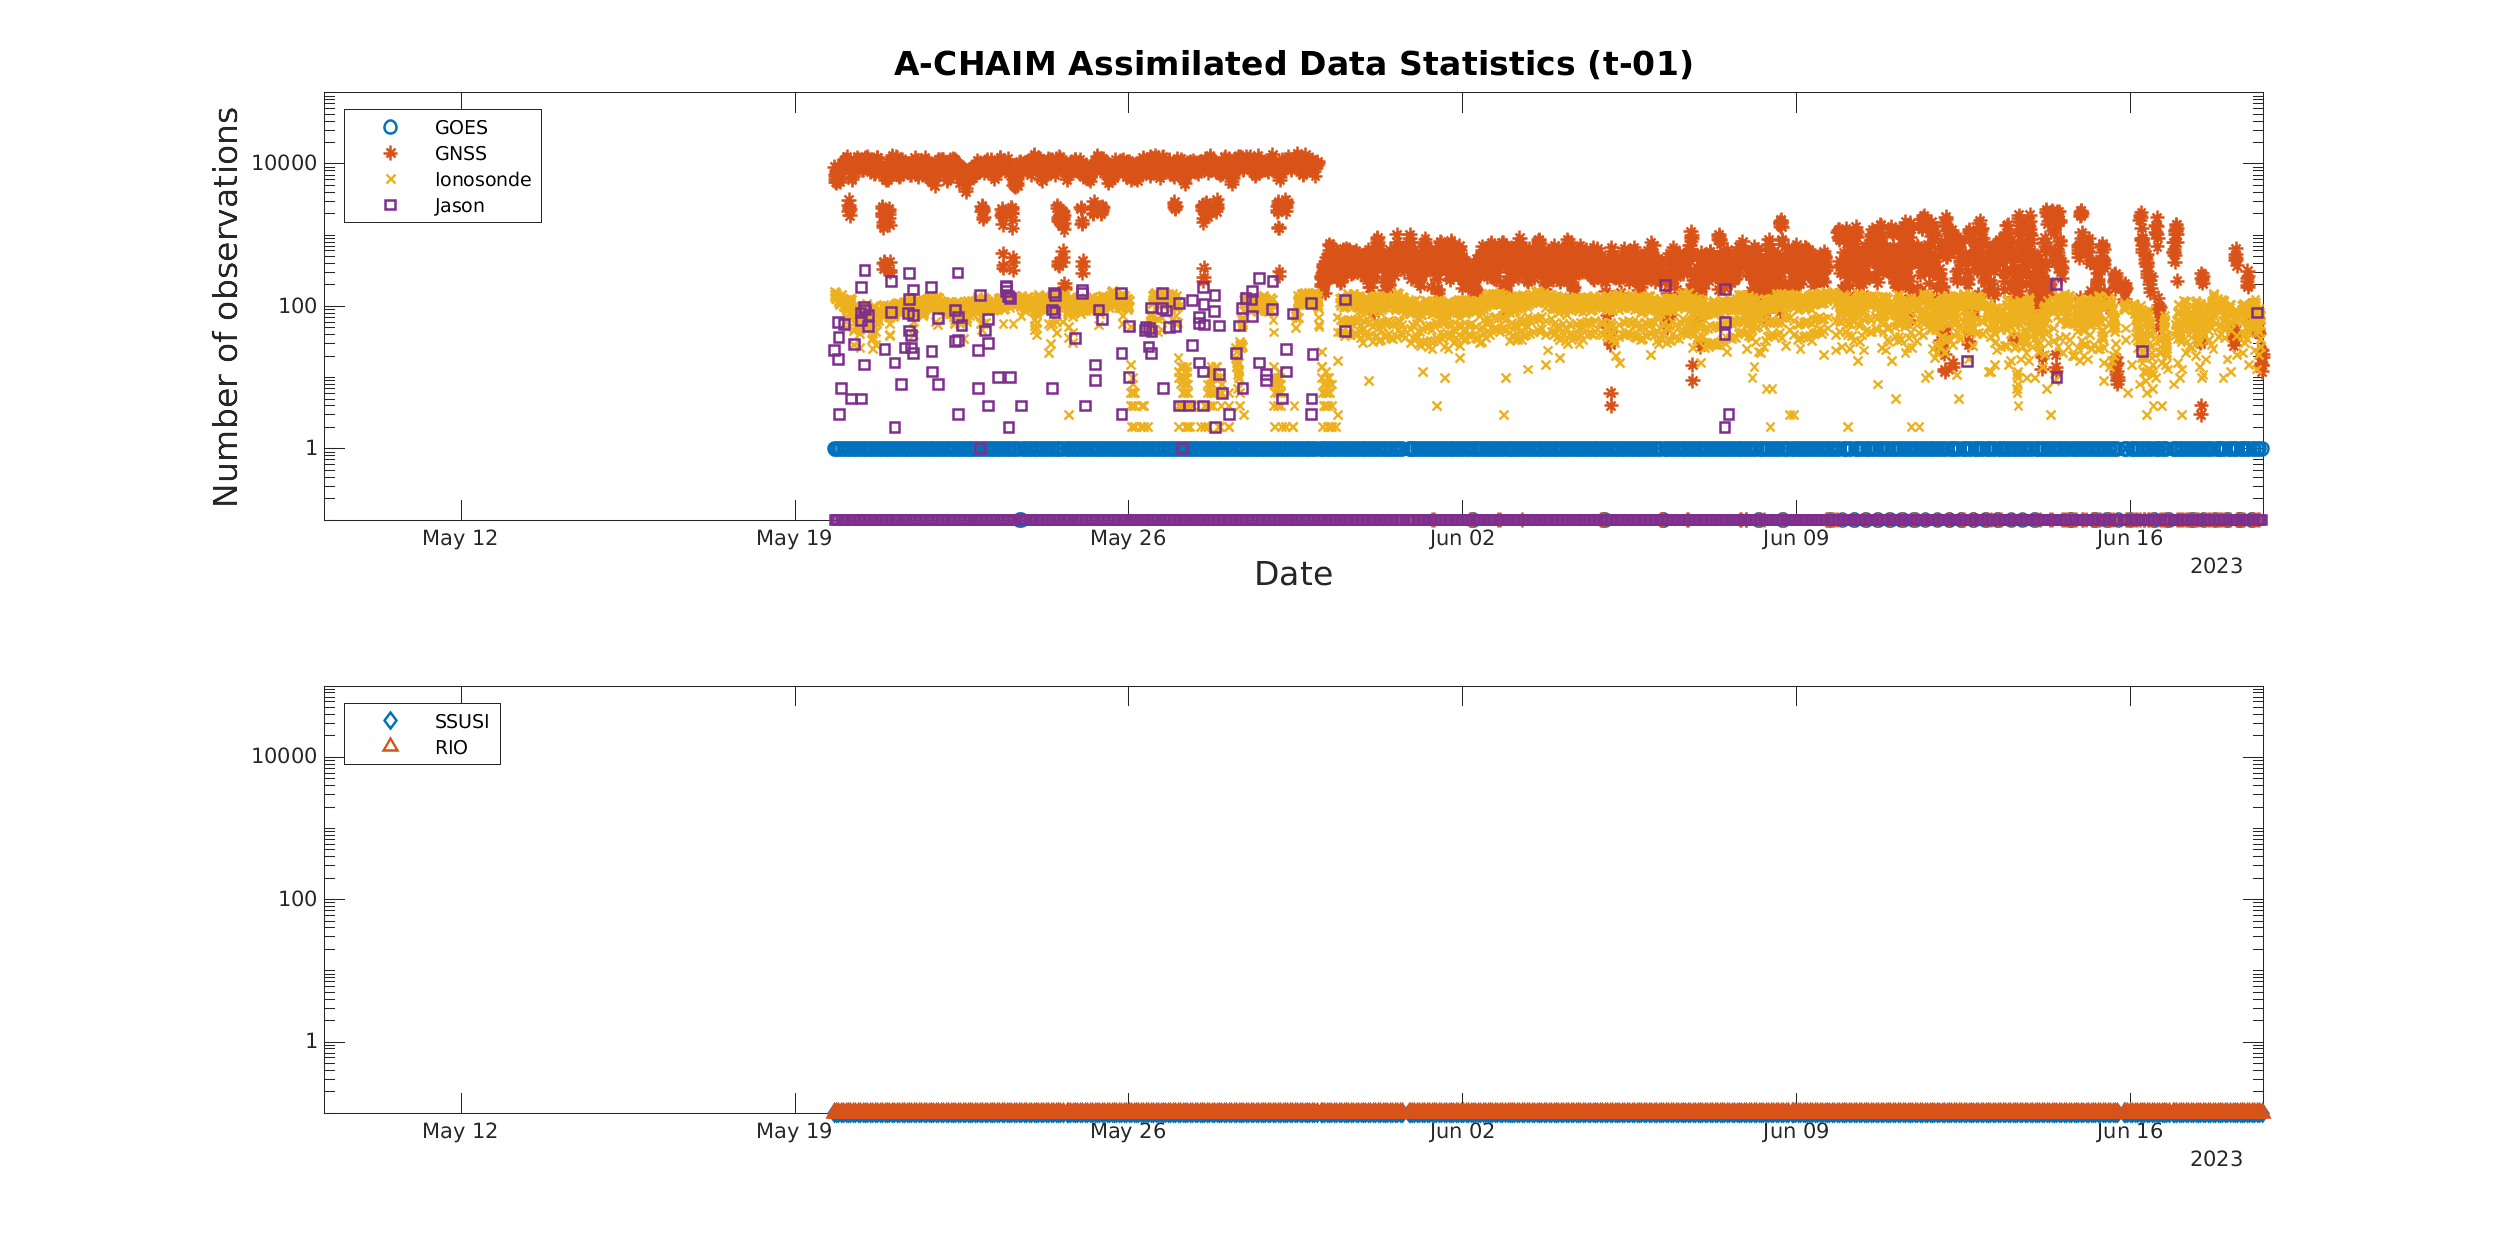 A-CHAIM Assimilated Data Statistics (t-01)
Number of observations
10000
100
1
GOES
GNSS
Ionosonde
Jason
May 12
May 19
May 26
Jun 02
Jun 09
Jun 16
2023
Date
10000
100
1
SSUSI
RIO
May 12
May 19
May 26
Jun 02
Jun 09
Jun 16
2023